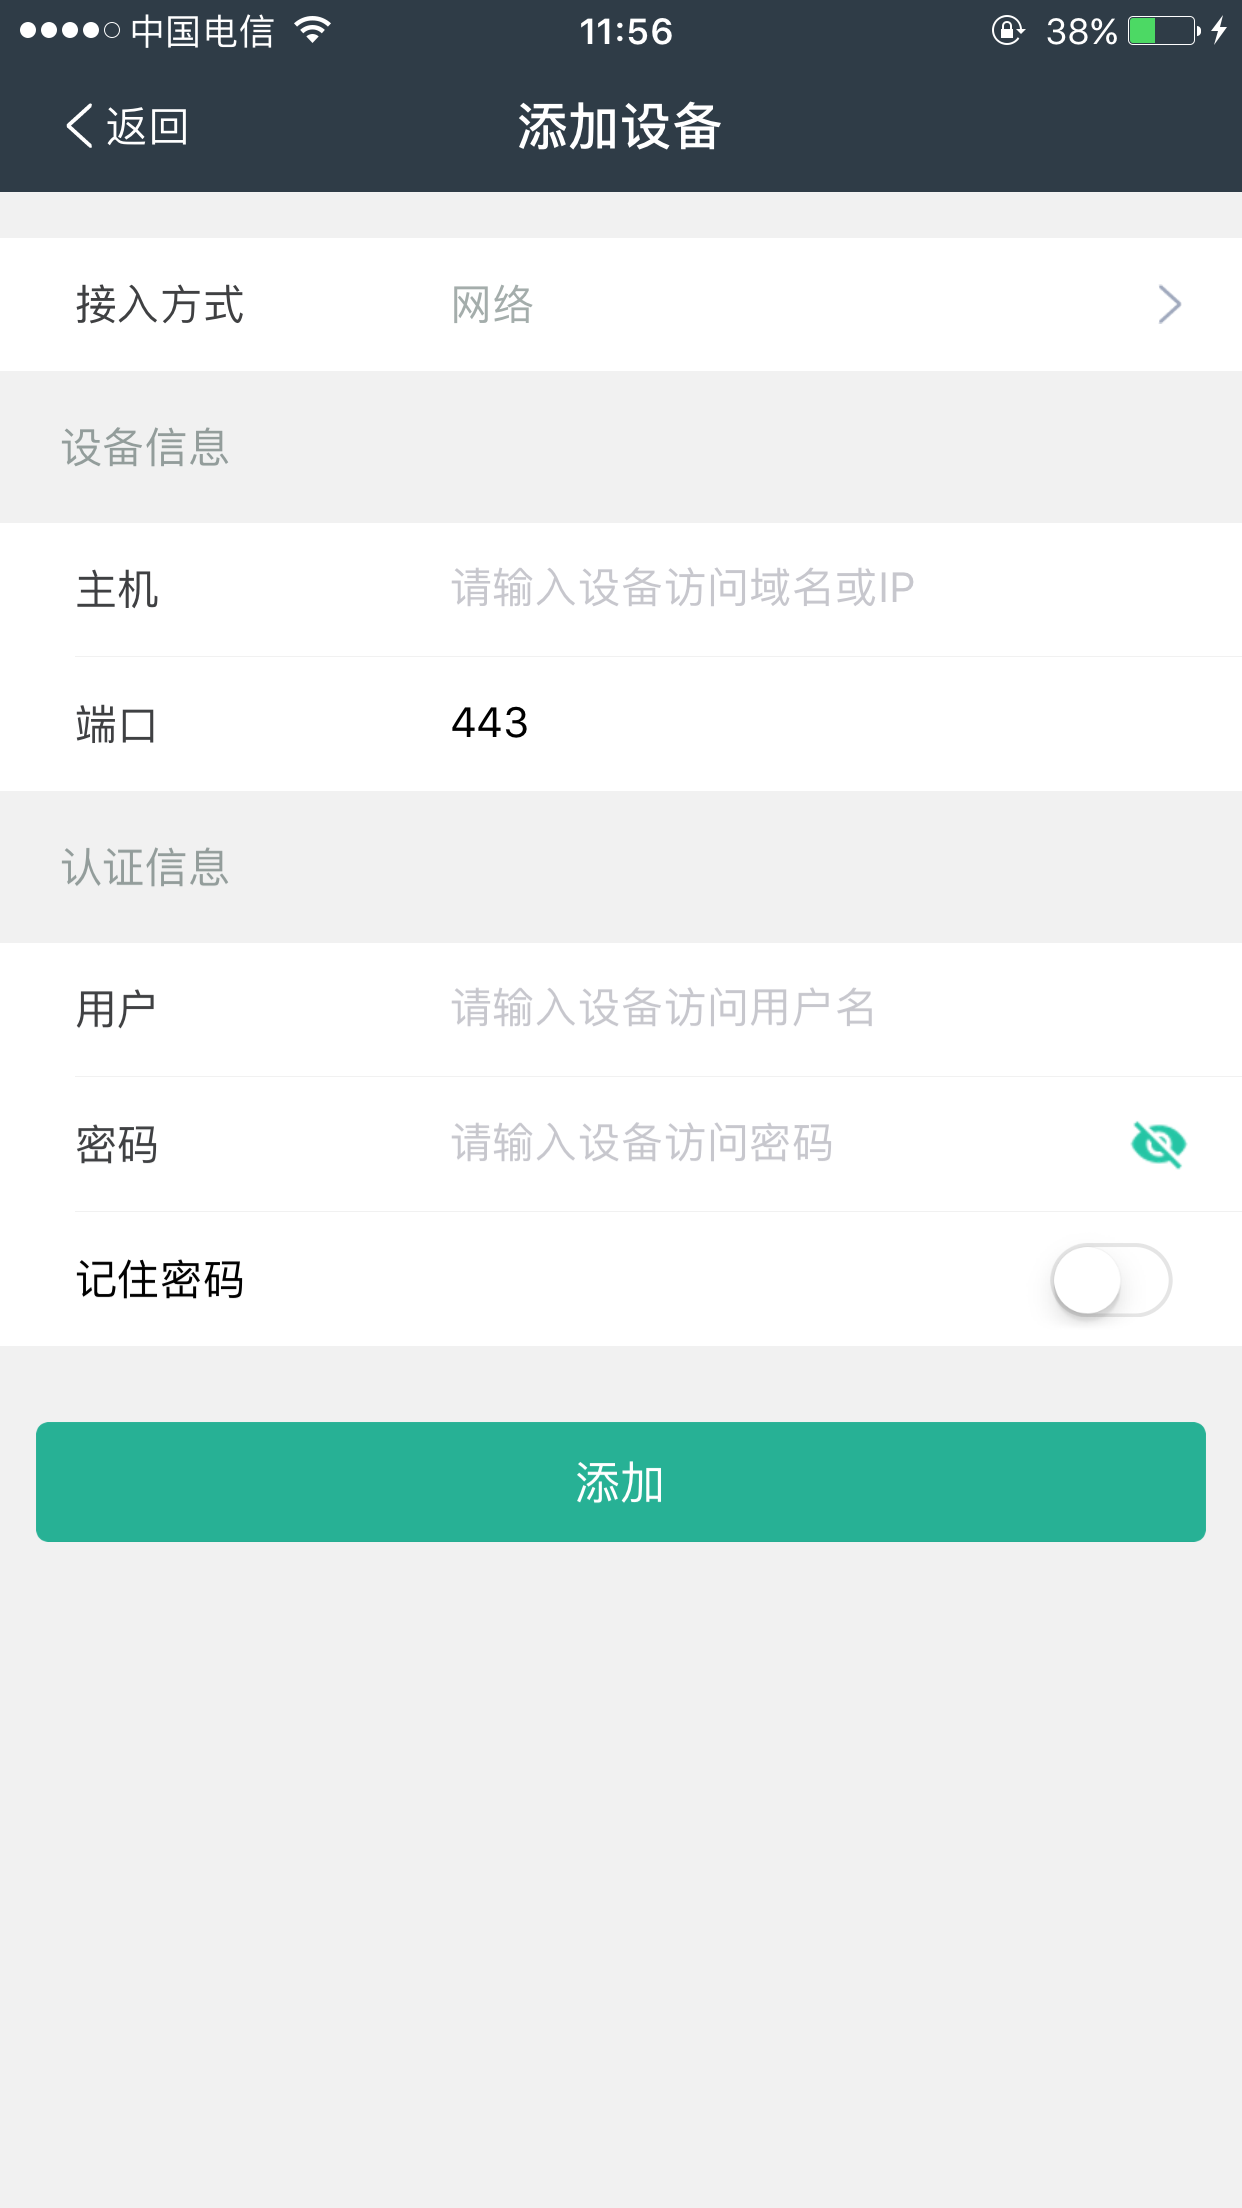 中国电信 11:56 38%
返回 添加设备
接入方式 网络
设备信息
主机 请输入设备访问域名或IP
端口 443
认证信息
用户 请输入设备访问用户名
密码 请输入设备访问密码
记住密码
添加